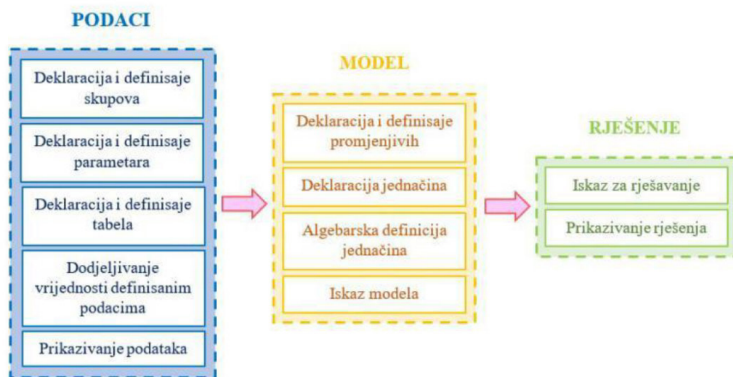 PODACI
Deklaracija i definisaje
skupova
Deklaracija i definisaje
parametara
Deklaracija i definisaje
tabela
Dodjeljivanje
vrijednosti definisanim
podacima
Prikazivanje podataka
MODEL
Deklaracija i definisaje
promjenjivih
Deklaracija jednačina
Algebarska definicija
jednačina
Iskaz modela
RJEŠENJE
Iskaz za rješavanje
Prikazivanje rješenja